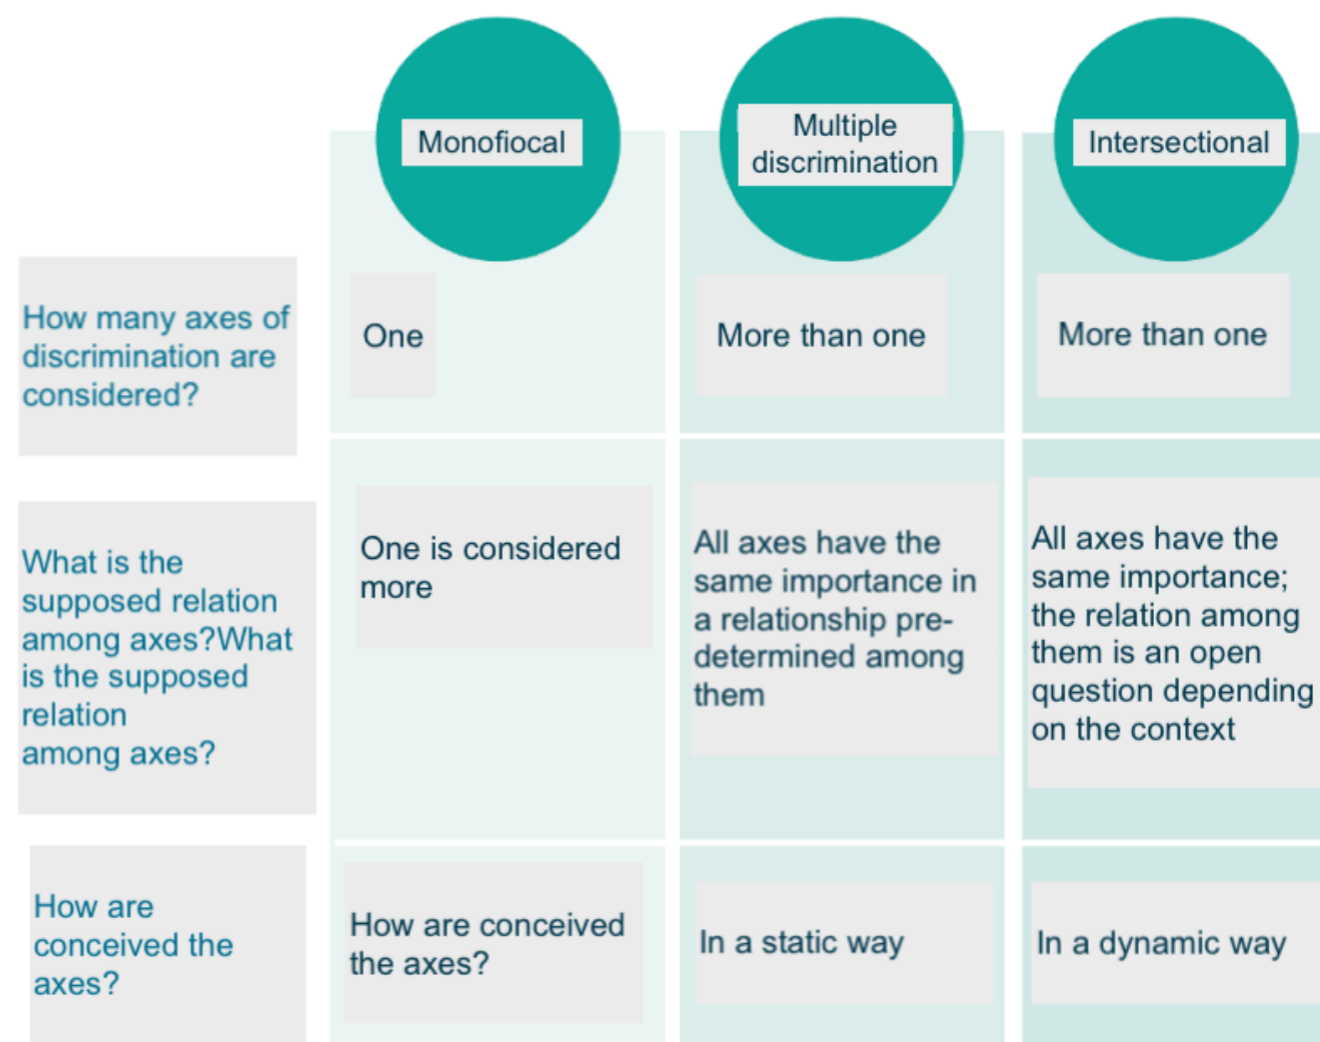 Monofiocal
Multiple
discrimination
Intersectional
How many axes of
discrimination are
considered?
One
More than one
More than one
What is the
supposed relation
among axes?What
is the supposed
relation
among axes?
One is considered
more
All axes have the
same importance in
a relationship pre-
determined among
them
All axes have the
same importance;
the relation among
them is an open
question depending
on the context
How are
conceived the
axes?
How are conceived
the axes?
In a static way
In a dynamic way